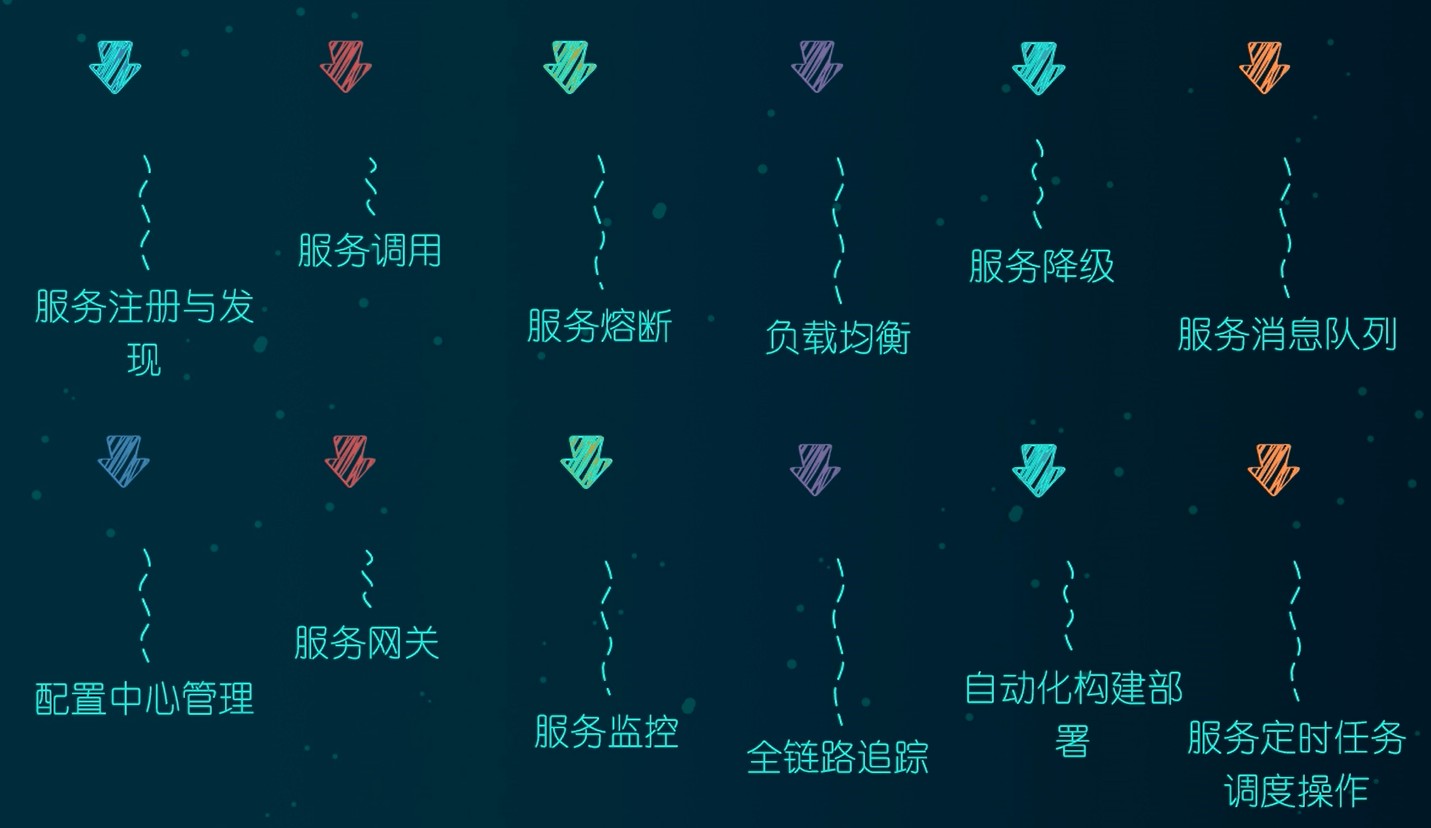 服务注册与发
现
服务调用
服务熔断
负载均衡
服务降级
服务消息队列
配置中心管理
服务网关
服务监控
全链路追踪
自动化构建部
署
服务定时任务
调度操作